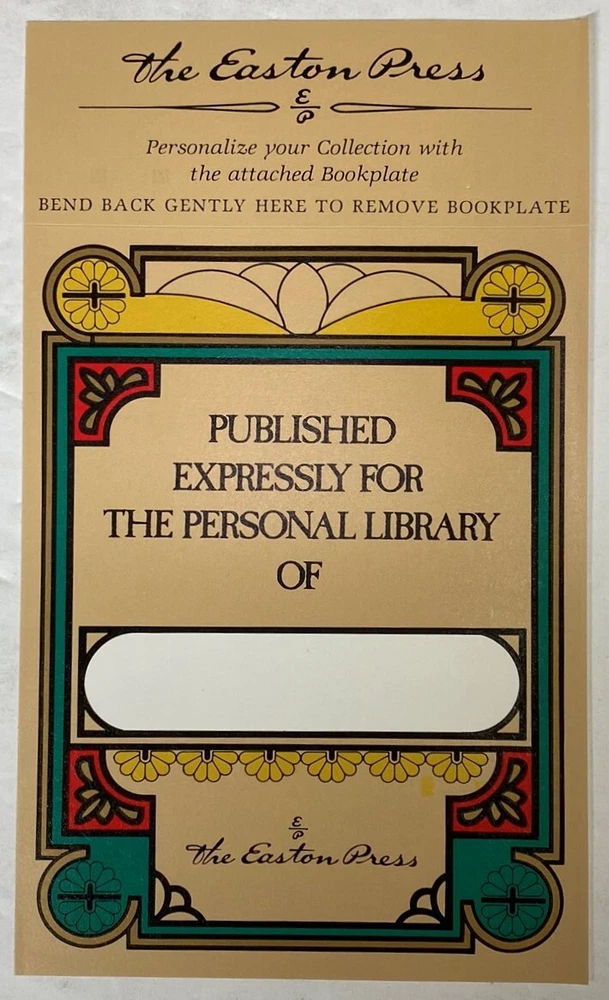 The Easton Press
E
P
Personalize your Collection with
the attached Bookplate
BEND BACK GENTLY HERE TO REMOVE BOOKPLATE
PUBLISHED
EXPRESSLY FOR
THE PERSONAL LIBRARY
OF
E
P
The Easton Press